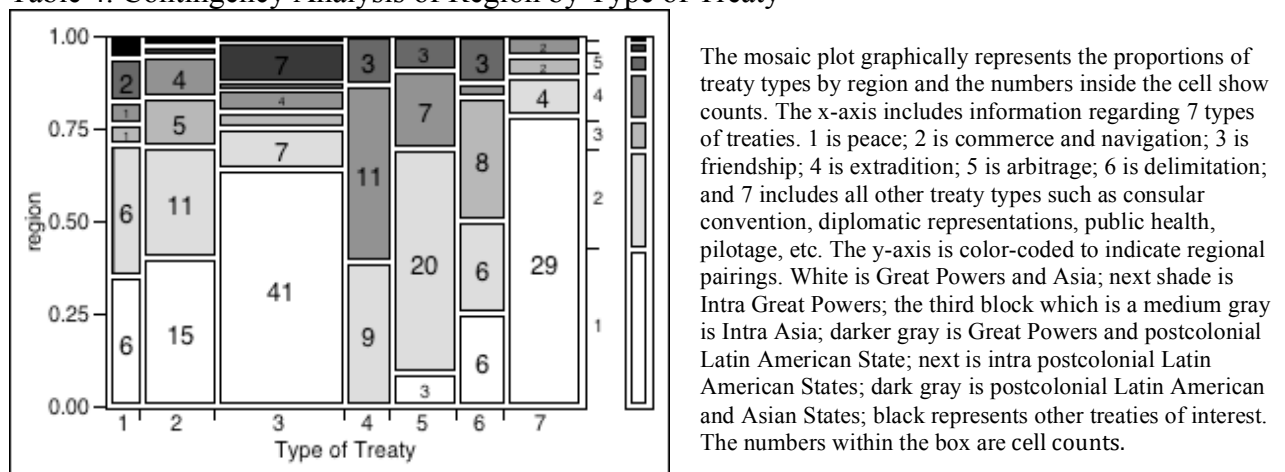 Table 4. Contingency Analysis of Region by Type of Treaty
1.00
0.75
0.50
0.25
0.00
region
2
1
1
6
6
4
5
11
15
7
4
7
41
3
11
9
3
7
20
3
3
8
6
6
2
2
4
29
5
4
3
2
1
1 2 3 4 5 6 7
Type of Treaty
The mosaic plot graphically represents the proportions of
treaty types by region and the numbers inside the cell show
counts. The x-axis includes information regarding 7 types
of treaties. 1 is peace; 2 is commerce and navigation; 3 is
friendship; 4 is extradition; 5 is arbitrage; 6 is delimitation;
and 7 includes all other treaty types such as consular
convention, diplomatic representations, public health,
pilotage, etc. The y-axis is color-coded to indicate regional
pairings. White is Great Powers and Asia; next shade is
Intra Great Powers; the third block which is a medium gray
is Intra Asia; darker gray is Great Powers and postcolonial
Latin American State; next is intra postcolonial Latin
American States; dark gray is postcolonial Latin American
and Asian States; black represents other treaties of interest.
The numbers within the box are cell counts.